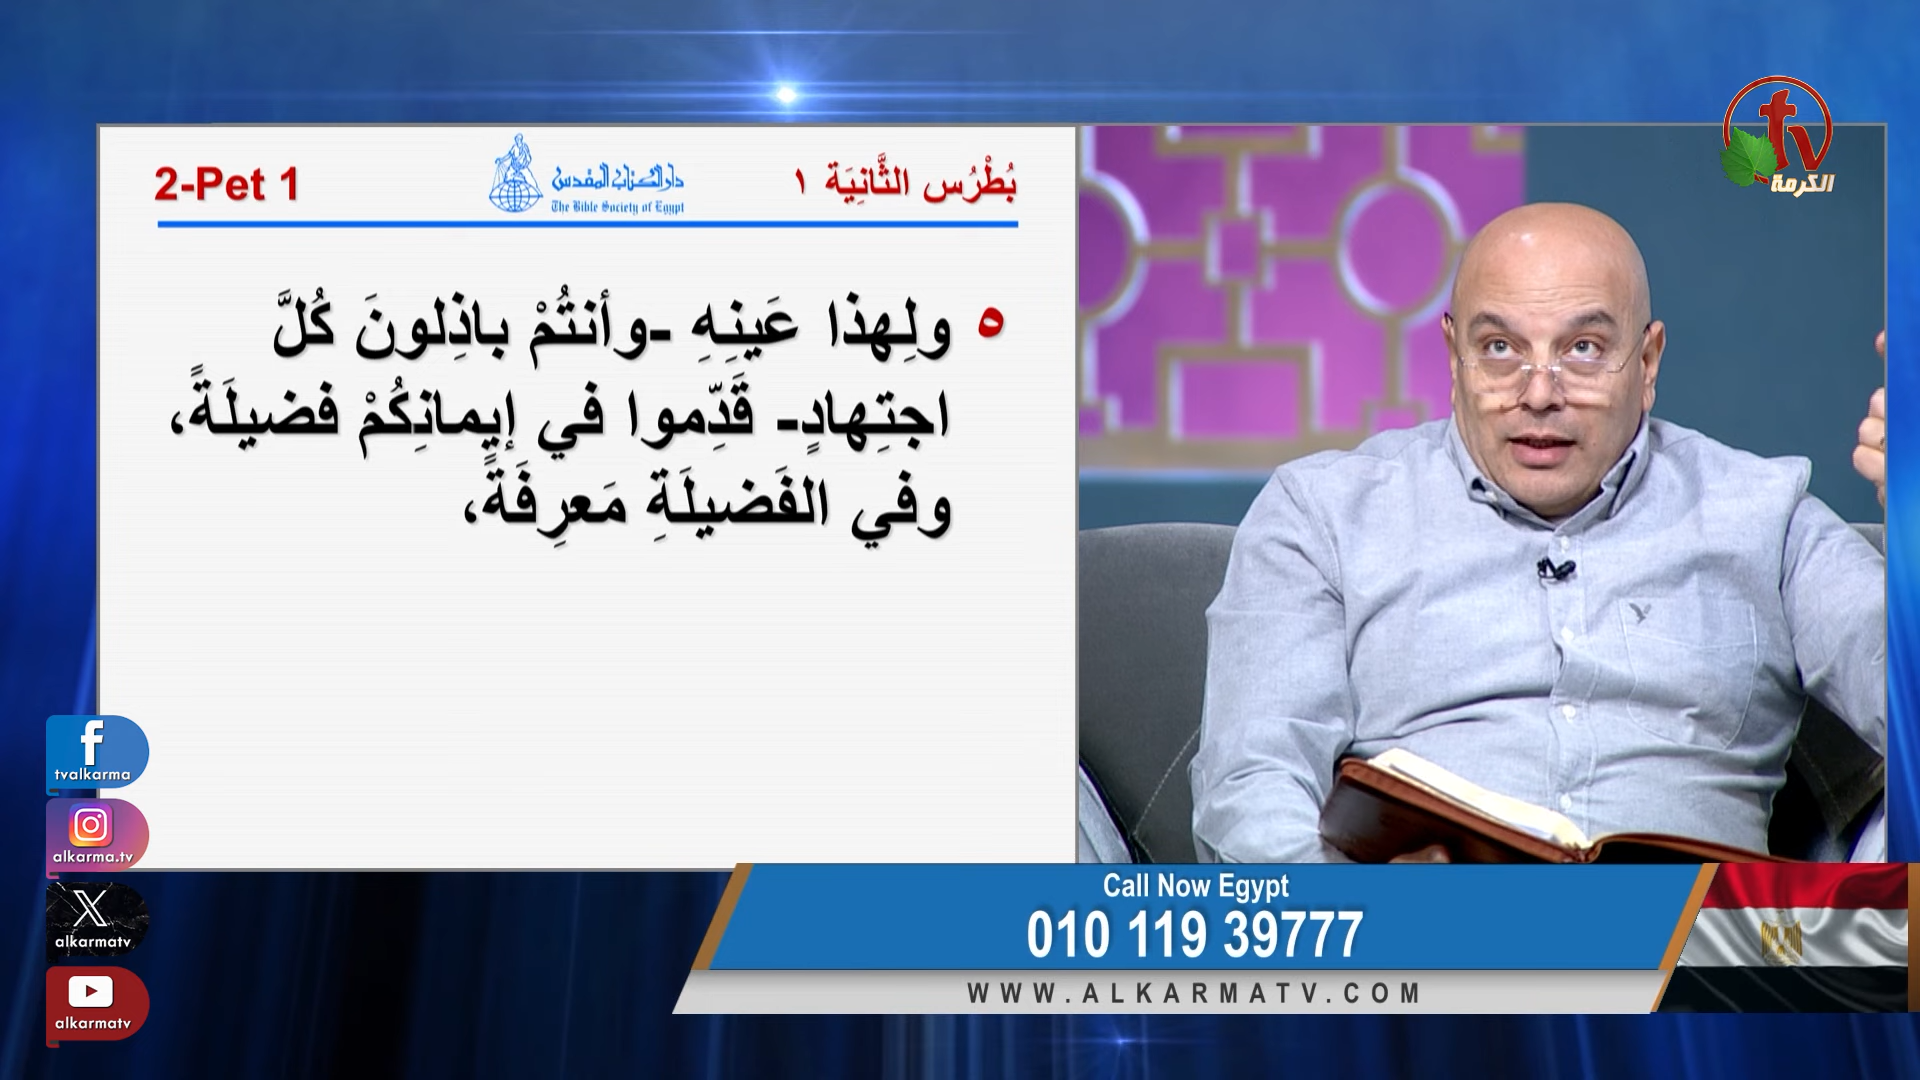 2-Pet 1
دار الكتاب المقدس
The Bible Society of Egypt
بُطْرُس الثَّانِيَة ١
٥ ولِهذا عَينِهِ -وأنتُمْ باذِلونَ كُلَّ
اجتِهادٍ- قَدِّموا في إيمانِكُمْ فضيلَةً،
وفي الفَضيلَةِ مَعرِفَةً،
tv
الكرمة
f
tvalkarma
alkarma.tv
X
alkarmatv
alkarmatv
Call Now Egypt
010 119 39777
WWW.ALKARMATV.COM